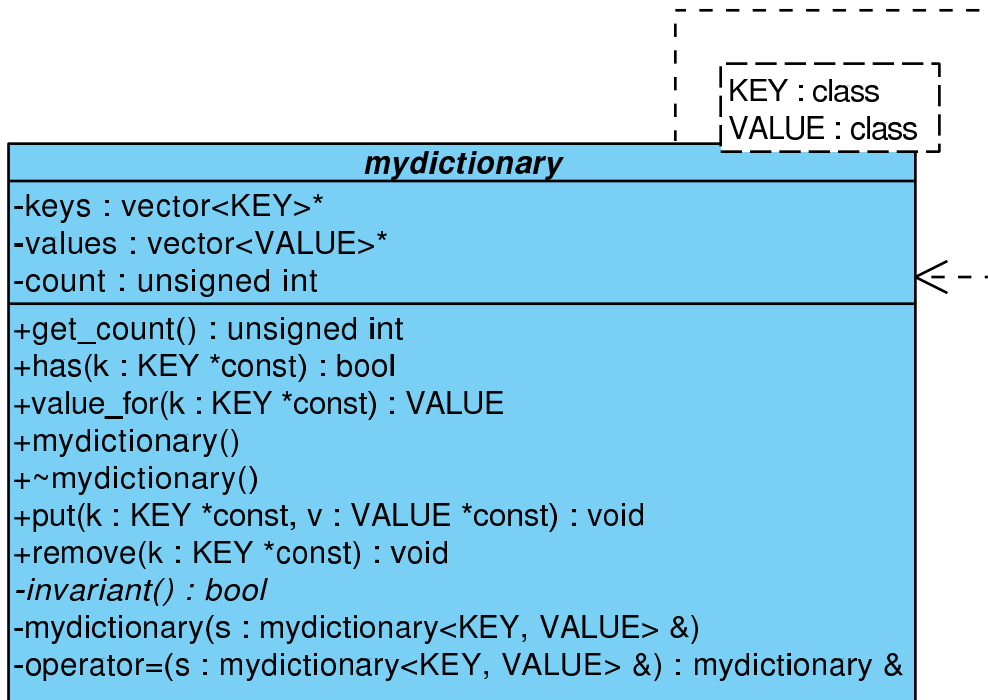 KEY : class
VALUE : class
mydictionary
-keys : vector<KEY>*
-values : vector<VALUE>*
-count : unsigned int
+get_count() : unsigned int
+has(k : KEY *const) : bool
+value_for(k : KEY *const) : VALUE
+mydictionary()
+~mydictionary()
+put(k : KEY *const, v : VALUE *const) : void
+remove(k : KEY *const) : void
-invariant() : bool
-mydictionary(s : mydictionary<KEY, VALUE> &)
-operator=(s : mydictionary<KEY, VALUE> &) : mydictionary &